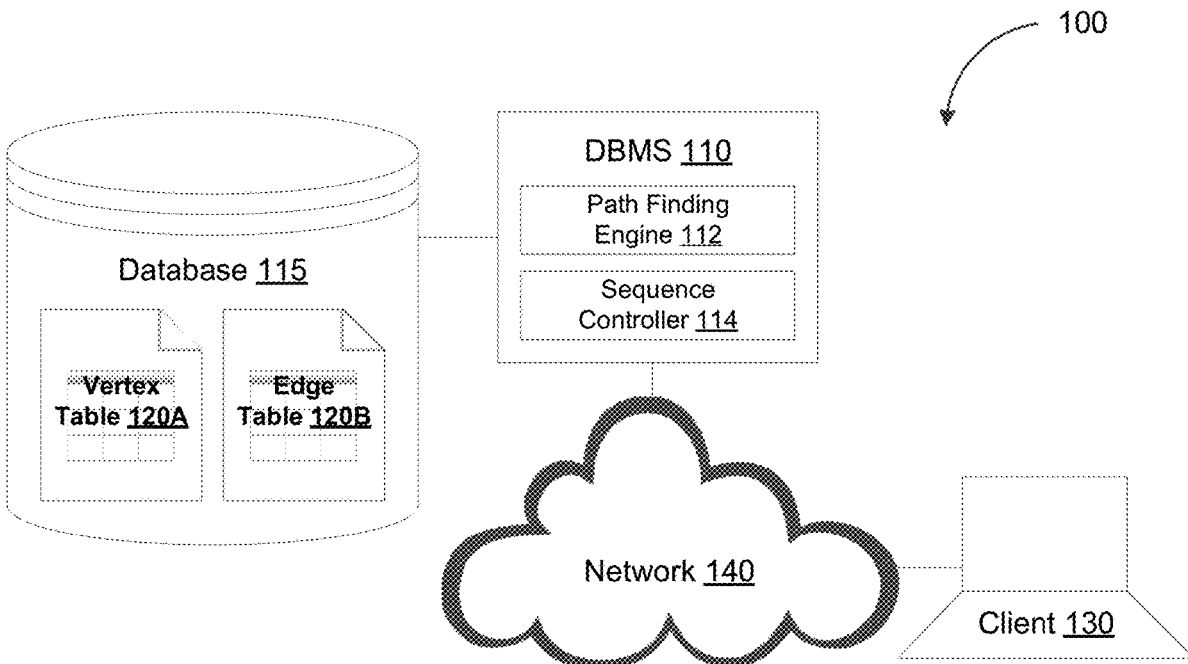 100
DBMS 110
Path Finding
Engine 112
Sequence
Controller 114
Database 115
Vertex
Table 120A
Edge
Table 120B
Network 140
Client 130